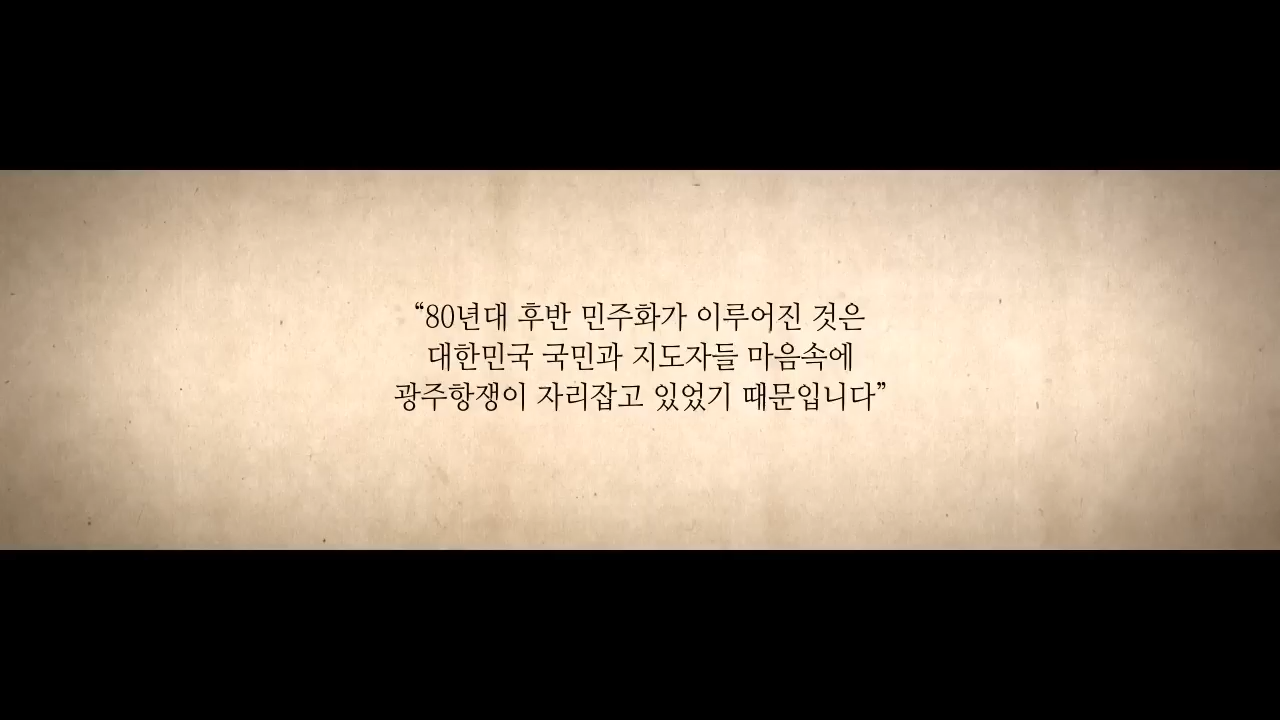 “80년대 후반 민주화가 이루어진 것은
대한민국 국민과 지도자들 마음속에
광주항쟁이 자리잡고 있었기 때문입니다”